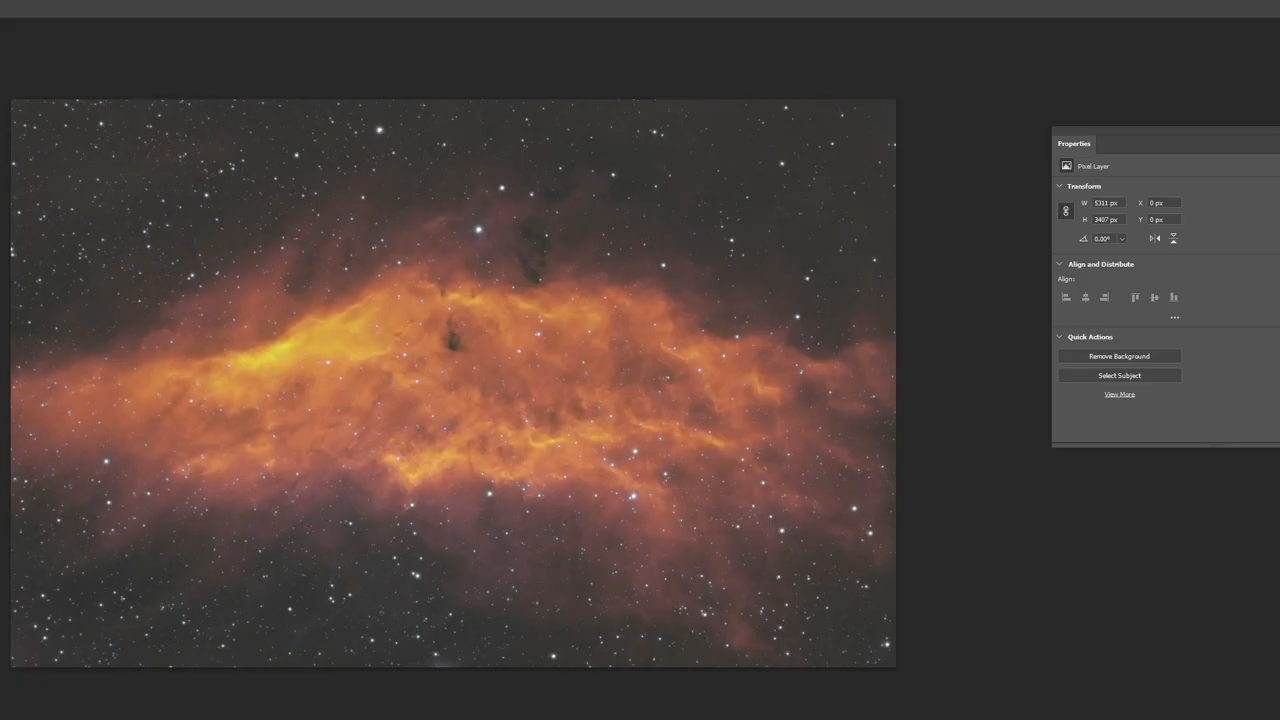 Properties
Pixel Layer
Transform
W 5311 px X 0 px
H 3407 px Y 0 px
0.00°
Align and Distribute
Align:
Quick Actions
Remove Background
Select Subject
View More